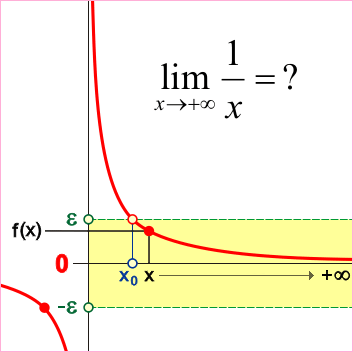 lim 1/x = ?
x→+∞
ε
f(x)
0
x₀ x +∞
-ε